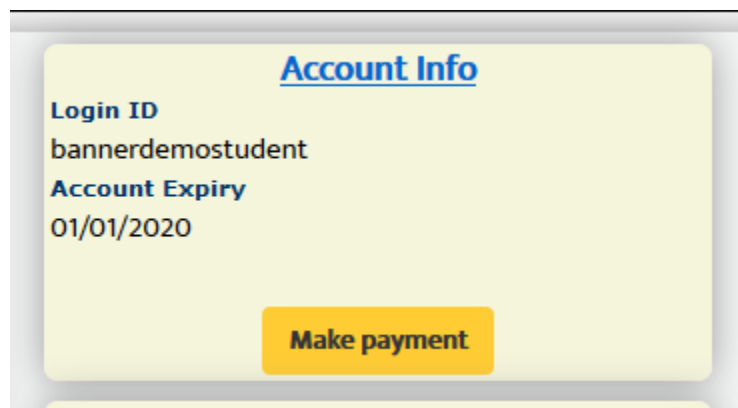 Account Info
Login ID
bannerdemostudent
Account Expiry
01/01/2020
Make payment